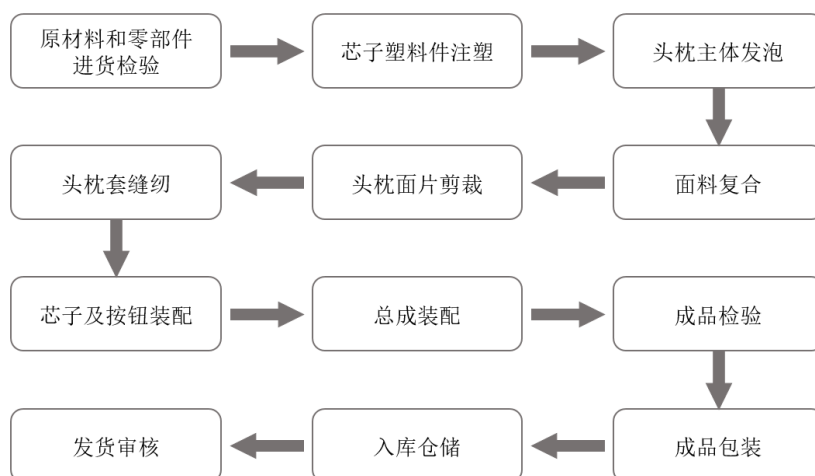 原材料和零部件
进货检验
芯子塑料件注塑
头枕主体发泡
面料复合
头枕面片剪裁
头枕套缝纫
芯子及按钮装配
总成装配
成品检验
成品包装
入库仓储
发货审核